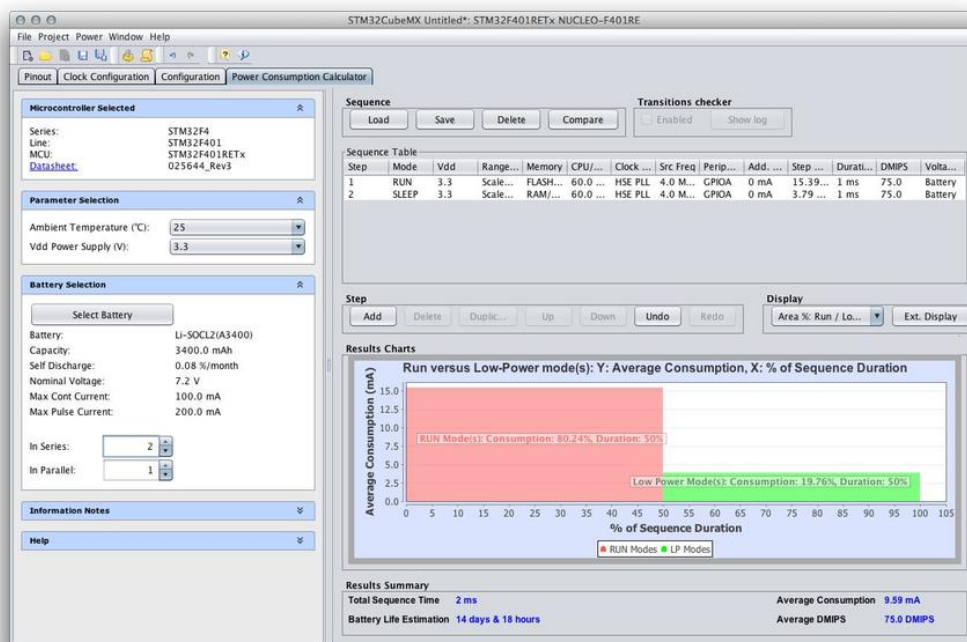 STM32CubeMX Untitled*: STM32F401RETx NUCLEO-F401RE
File Project Power Window Help
Pinout Clock Configuration Configuration Power Consumption Calculator
Microcontroller Selected
Series: STM32F4
Line: STM32F401
MCU: STM32F401RETx
Datasheet: 025644_Rev3
Parameter Selection
Ambient Temperature (°C): 25
Vdd Power Supply (V): 3.3
Battery Selection
Select Battery
Battery: Li-SOCL2(A3400)
Capacity: 3400.0 mAh
Self Discharge: 0.08 %/month
Nominal Voltage: 7.2 V
Max Cont Current: 100.0 mA
Max Pulse Current: 200.0 mA
In Series: 2
In Parallel: 1
Information Notes
Help
Sequence
Load Save Delete Compare
Transitions checker
Enabled Show log
Sequence Table
Step Mode Vdd Range... Memory CPU/... Clock ... Src Freq Perip... Add. ... Step ... Durati... DMIPS Volta...
1 RUN 3.3 Scale... FLASH... 60.0 ... HSE PLL 4.0 M... GPIOA 0 mA 15.39... 1 ms 75.0 Battery
2 SLEEP 3.3 Scale... RAM/... 60.0 ... HSE PLL 4.0 M... GPIOA 0 mA 3.79 ... 1 ms 75.0 Battery
Step
Add Delete Duplic... Up Down Undo Redo
Display
Area %: Run / Lo... Ext. Display
Results Charts
Run versus Low-Power mode(s): Y: Average Consumption, X: % of Sequence Duration
Average Consumption (mA)
15.0
12.5
10.0
7.5
5.0
2.5
0.0
RUN Mode(s): Consumption: 80.24%, Duration: 50%
Low Power Mode(s): Consumption: 19.76%, Duration: 50%
0 5 10 15 20 25 30 35 40 45 50 55 60 65 70 75 80 85 90 95 100 105
% of Sequence Duration
RUN Modes LP Modes
Results Summary
Total Sequence Time 2 ms Average Consumption 9.59 mA
Battery Life Estimation 14 days & 18 hours Average DMIPS 75.0 DMIPS